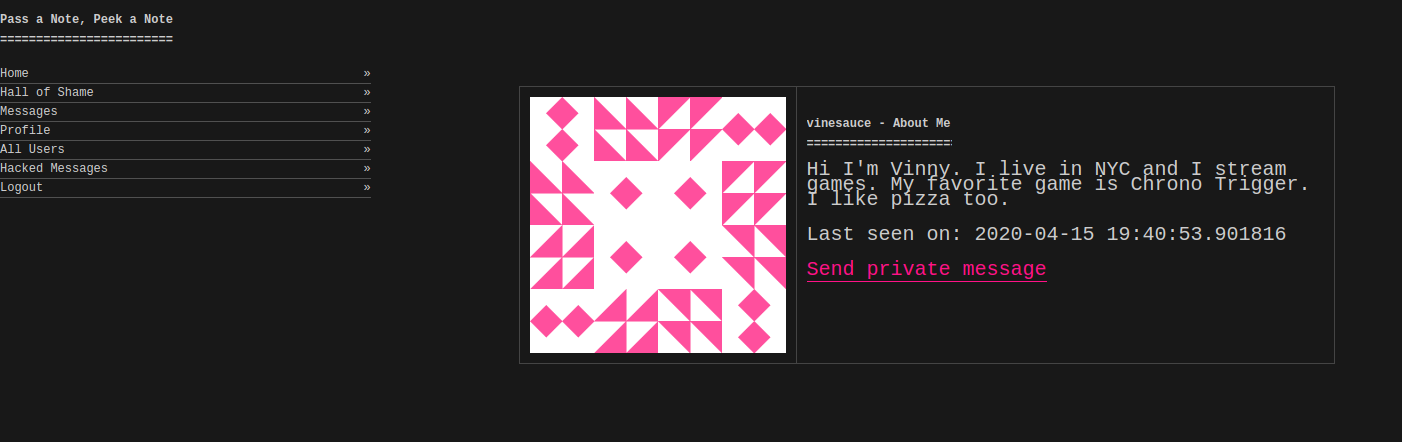 Pass a Note, Peek a Note
========================
Home »
Hall of Shame »
Messages »
Profile »
All Users »
Hacked Messages »
Logout »
vinesauce - About Me
====================
Hi I'm Vinny. I live in NYC and I stream
games. My favorite game is Chrono Trigger.
I like pizza too.
Last seen on: 2020-04-15 19:40:53.901816
Send private message